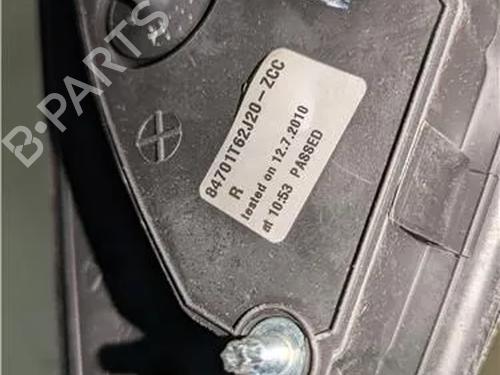 B-PARTS
84701T62J20-ZCC
R
tested on 12.7.2010
at 10:53 PASSED